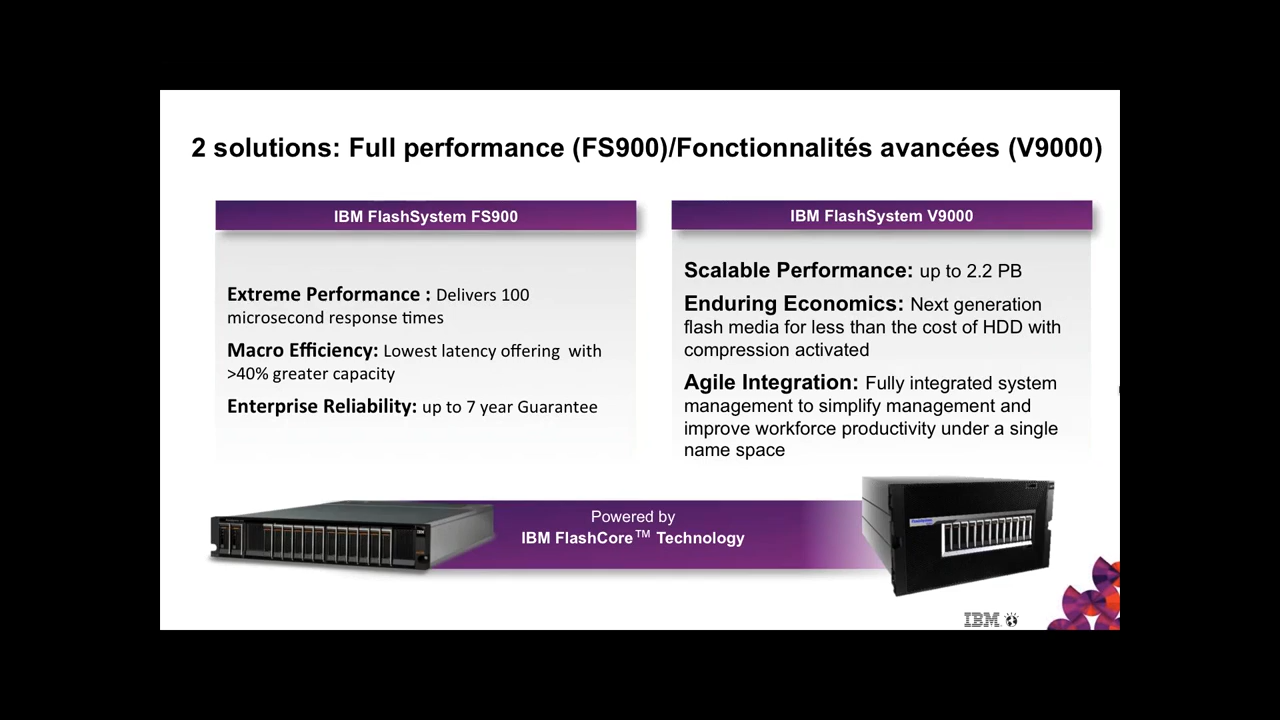 2 solutions: Full performance (FS900)/Fonctionnalités avancées (V9000)
IBM FlashSystem FS900
Extreme Performance : Delivers 100
microsecond response times
Macro Efficiency: Lowest latency offering with
>40% greater capacity
Enterprise Reliability: up to 7 year Guarantee
IBM FlashSystem V9000
Scalable Performance: up to 2.2 PB
Enduring Economics: Next generation
flash media for less than the cost of HDD with
compression activated
Agile Integration: Fully integrated system
management to simplify management and
improve workforce productivity under a single
name space
Powered by
IBM FlashCore™ Technology
IBM